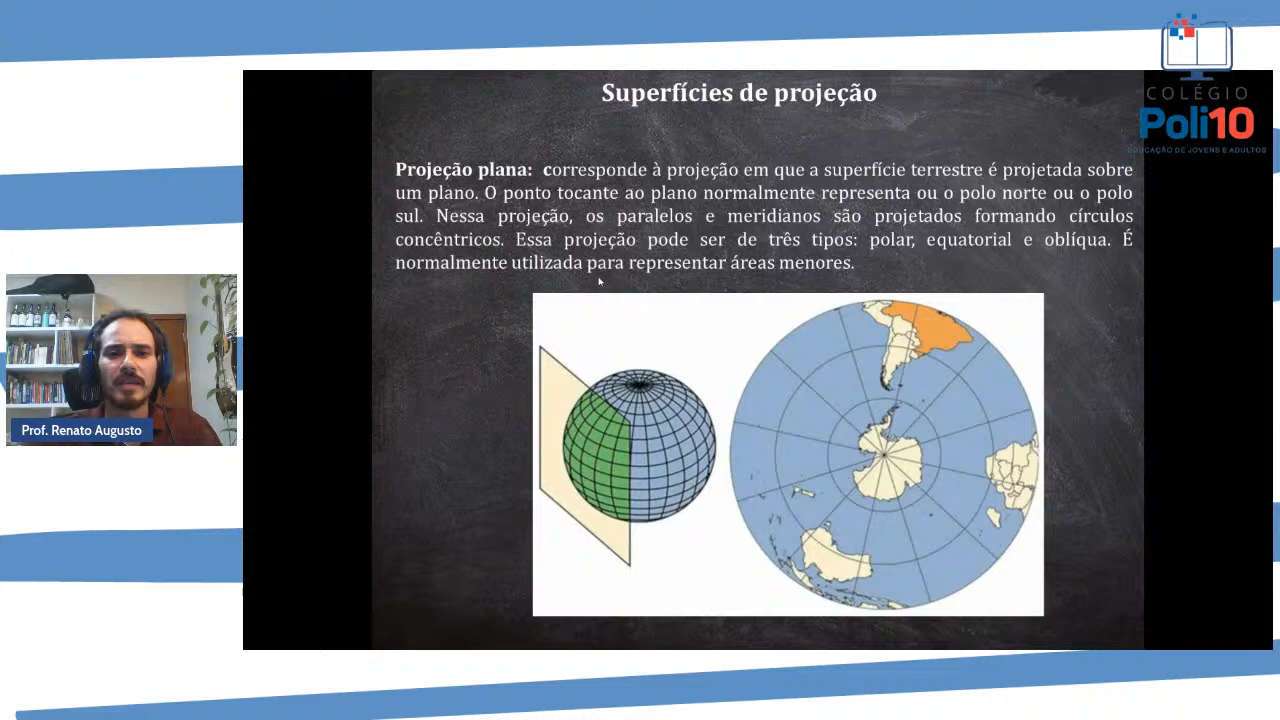 Superfícies de projeção
COLÉGIO
Poli10
EDUCAÇÃO DE JOVENS E ADULTOS
Projeção plana: corresponde à projeção em que a superfície terrestre é projetada sobre
um plano. O ponto tocante ao plano normalmente representa ou o polo norte ou o polo
sul. Nessa projeção, os paralelos e meridianos são projetados formando círculos
concêntricos. Essa projeção pode ser de três tipos: polar, equatorial e oblíqua. É
normalmente utilizada para representar áreas menores.
Prof. Renato Augusto